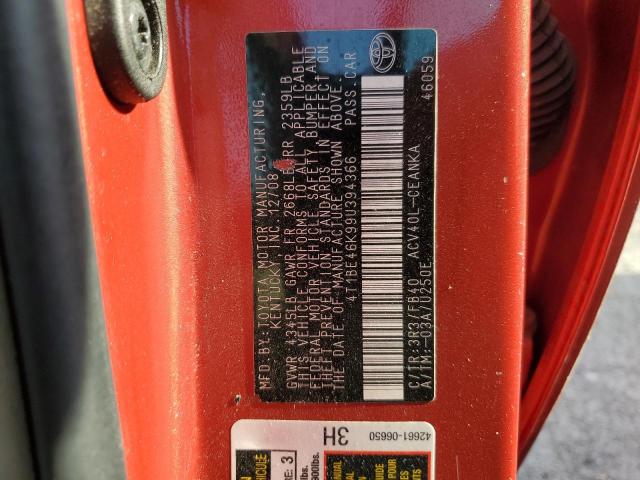 MFD.BY:TOYOTA MOTOR MANUFACTURING,
KENTUCKY,INC.12/08
GVWR 4345LB GAWR FR 2668LB RR 2359LB
THIS VEHICLE CONFORMS TO ALL APPLICABLE
FEDERAL MOTOR VEHICLE SAFETY, BUMPER, AND
THEFT PREVENTION STANDARDS IN EFFECT ON
THE DATE OF MANUFACTURE SHOWN ABOVE.
4T1BE46K99U394366 PASS.CAR
C/TR:3R3/FB40 ACV40L-CEANKA
A/TM:-03A/U250E 46059
42661-06650
3H
3